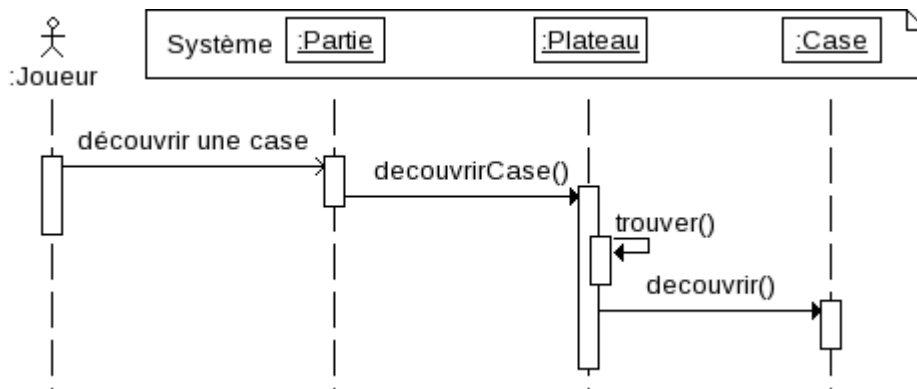 Système
:Partie
:Plateau
:Case
:Joueur
découvrir une case
decouvrirCase()
trouver()
decouvrir()